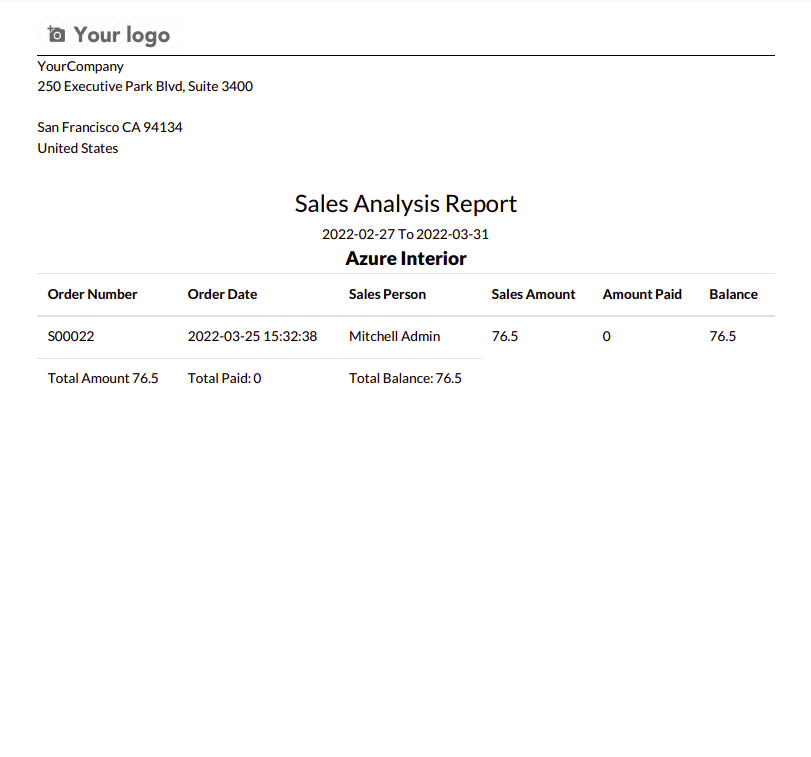 Your logo
YourCompany
250 Executive Park Blvd, Suite 3400
San Francisco CA 94134
United States
Sales Analysis Report
2022-02-27 To 2022-03-31
Azure Interior
Order Number Order Date Sales Person Sales Amount Amount Paid Balance
S00022 2022-03-25 15:32:38 Mitchell Admin 76.5 0 76.5
Total Amount 76.5 Total Paid: 0 Total Balance: 76.5